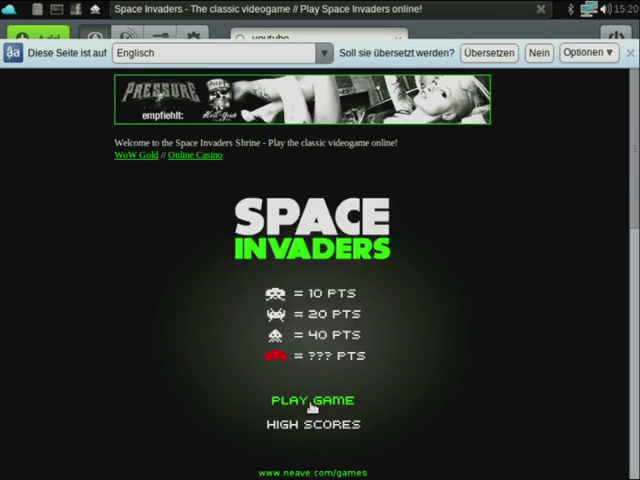 Space Invaders - The classic videogame // Play Space Invaders online!
15:20
Add
youtube
Diese Seite ist auf
Englisch
Soll sie übersetzt werden?
Übersetzen
Nein
Optionen
PRESSURE
empfiehlt:
Welcome to the Space Invaders Shrine - Play the classic videogame online!
WoW Gold // Online Casino
SPACE
INVADERS
= 10 PTS
= 20 PTS
= 40 PTS
= ??? PTS
PLAY GAME
HIGH SCORES
www.neave.com/games